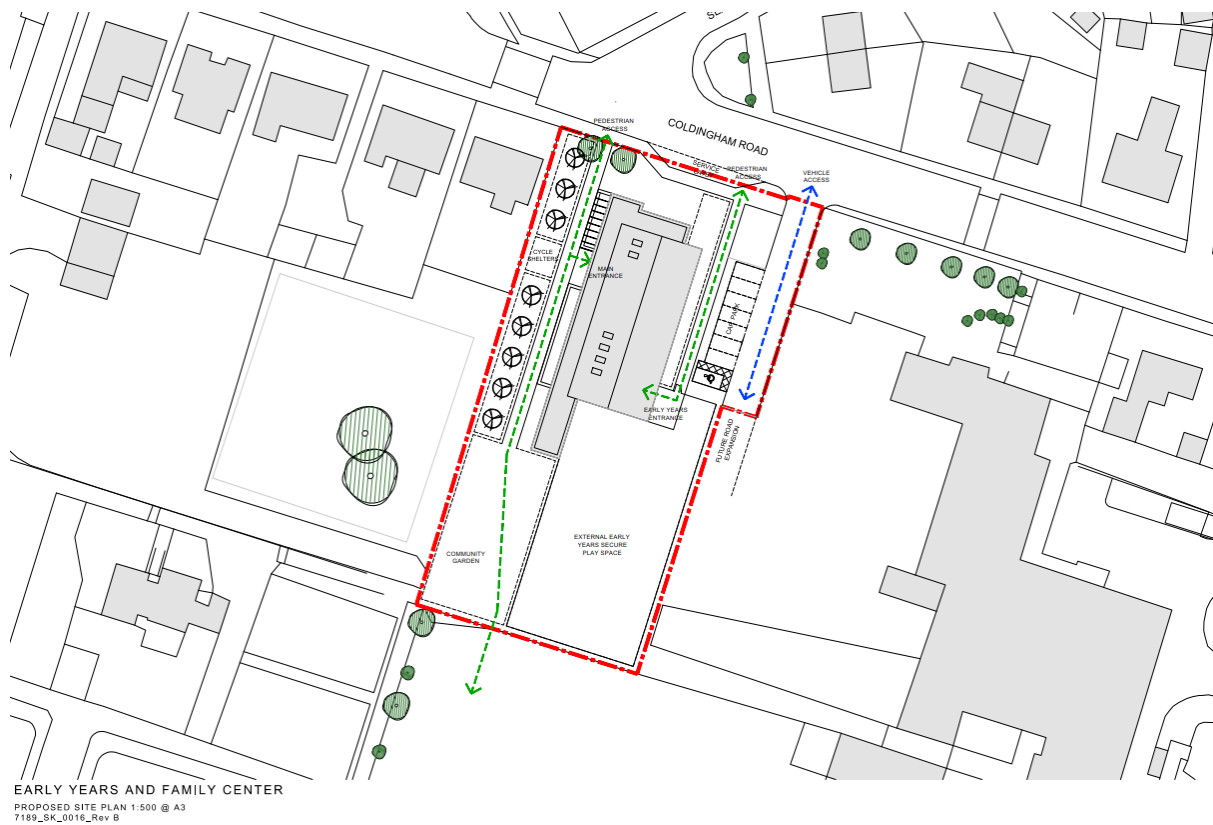 PEDESTRIAN
ACCESS
COLDINGHAM ROAD
SERVICE
PEDESTRIAN
ACCESS
VEHICLE
ACCESS
CYCLE
SHELTERS
MAIN
ENTRANCE
CAR PARK
EARLY YEARS
ENTRANCE
FUTURE ROAD
EXPANSION
EXTERNAL EARLY
YEARS SECURE
PLAY SPACE
COMMUNITY
GARDEN
EARLY YEARS AND FAMILY CENTER
PROPOSED SITE PLAN 1:500 @ A3
7189_SK_0016_Rev B